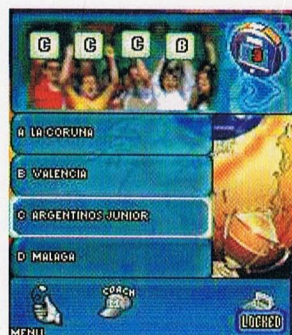 C C C B
3
A LA CORUNA
B VALENCIA
C ARGENTINOS JUNIOR
D MALAGA
COACH
LOCKED
MENU